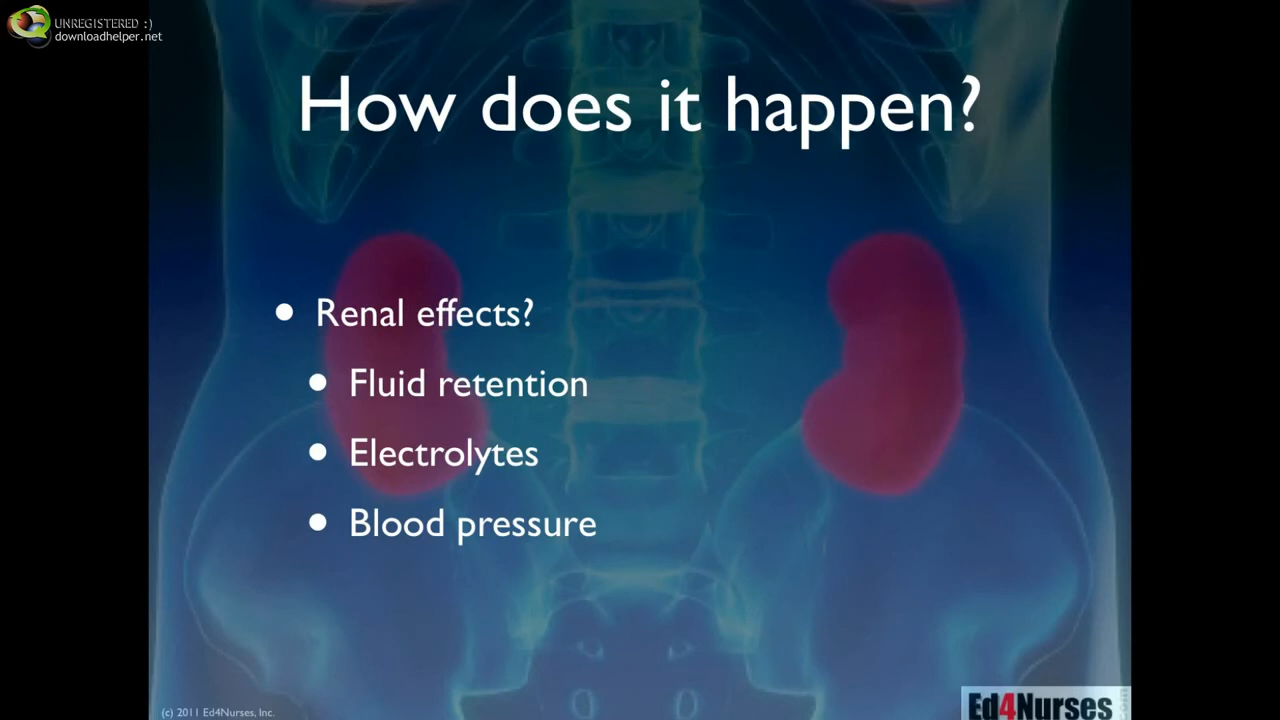 UNREGISTERED :)
downloadhelper.net
How does it happen?
• Renal effects?
• Fluid retention
• Electrolytes
• Blood pressure
(c) 2011 Ed4Nurses, Inc.
Ed4Nurses